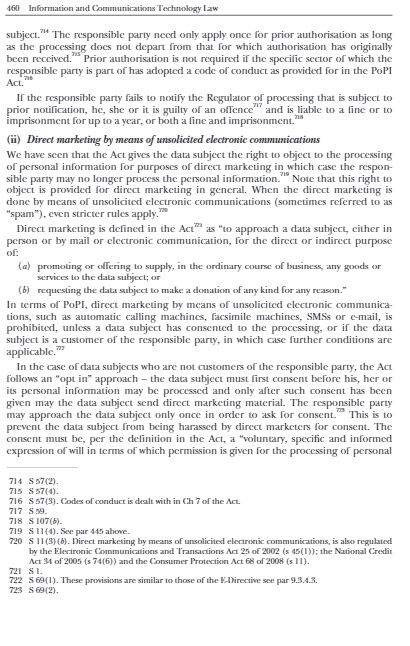 460 Information and Communications Technology Law
subject.714 The responsible party need only apply once for prior authorisation as long
as the processing does not depart from that for which authorisation has originally
been received.715 Prior authorisation is not required if the specific sector of which the
responsible party is part of has adopted a code of conduct as provided for in the PoPI
Act.716
If the responsible party fails to notify the Regulator of processing that is subject to
prior notification, he, she or it is guilty of an offence717 and is liable to a fine or to
imprisonment for up to a year, or both a fine and imprisonment.718
(ii) Direct marketing by means of unsolicited electronic communications
We have seen that the Act gives the data subject the right to object to the processing
of personal information for purposes of direct marketing in which case the respon-
sible party may no longer process the personal information.719 Note that this right to
object is provided for direct marketing in general. When the direct marketing is
done by means of unsolicited electronic communications (sometimes referred to as
“spam”), even stricter rules apply.720
Direct marketing is defined in the Act721 as “to approach a data subject, either in
person or by mail or electronic communication, for the direct or indirect purpose
of:
(a) promoting or offering to supply, in the ordinary course of business, any goods or
services to the data subject; or
(b) requesting the data subject to make a donation of any kind for any reason.”
In terms of PoPI, direct marketing by means of unsolicited electronic communica-
tions, such as automatic calling machines, facsimile machines, SMSs or e-mail, is
prohibited, unless a data subject has consented to the processing, or if the data
subject is a customer of the responsible party, in which case further conditions are
applicable.722
In the case of data subjects who are not customers of the responsible party, the Act
follows an “opt in” approach – the data subject must first consent before his, her or
its personal information may be processed and only after such consent has been
given may the data subject send direct marketing material. The responsible party
may approach the data subject only once in order to ask for consent.723 This is to
prevent the data subject from being harassed by direct marketers for consent. The
consent must be, per the definition in the Act, a “voluntary, specific and informed
expression of will in terms of which permission is given for the processing of personal
714 S 57(2).
715 S 57(4).
716 S 57(3). Codes of conduct is dealt with in Ch 7 of the Act.
717 S 59.
718 S 107(b).
719 S 11(4). See par 445 above.
720 S 11(3)(b). Direct marketing by means of unsolicited electronic communications, is also regulated
by the Electronic Communications and Transactions Act 25 of 2002 (s 45(1)); the National Credit
Act 34 of 2005 (s 74(6)) and the Consumer Protection Act 68 of 2008 (s 11).
721 S 1.
722 S 69(1). These provisions are similar to those of the E-Directive see par 9.3.4.3.
723 S 69(2).